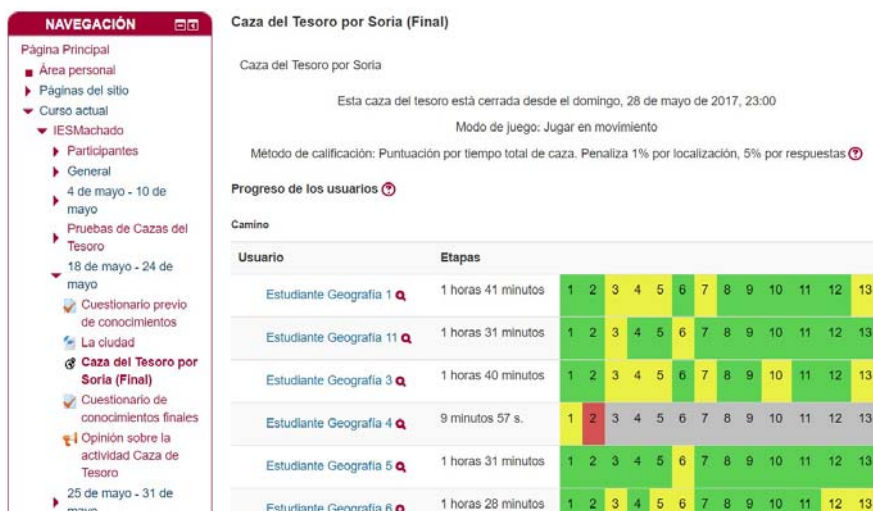 NAVEGACIÓN
Página Principal
Área personal
Páginas del sitio
Curso actual
IESMachado
Participantes
General
4 de mayo - 10 de
mayo
Pruebas de Cazas del
Tesoro
18 de mayo - 24 de
mayo
Cuestionario previo
de conocimientos
La ciudad
Caza del Tesoro por
Soria (Final)
Cuestionario de
conocimientos finales
Opinión sobre la
actividad Caza de
Tesoro
25 de mayo - 31 de
mayo
Caza del Tesoro por Soria (Final)
Caza del Tesoro por Soria
Esta caza del tesoro está cerrada desde el domingo, 28 de mayo de 2017, 23:00
Modo de juego: Jugar en movimiento
Método de calificación: Puntuación por tiempo total de caza. Penaliza 1% por localización, 5% por respuestas ?
Progreso de los usuarios ?
Camino
Usuario Etapas
Estudiante Geografía 1 1 horas 41 minutos 1 2 3 4 5 6 7 8 9 10 11 12 13
Estudiante Geografía 11 1 horas 31 minutos 1 2 3 4 5 6 7 8 9 10 11 12 13
Estudiante Geografía 3 1 horas 40 minutos 1 2 3 4 5 6 7 8 9 10 11 12 13
Estudiante Geografía 4 9 minutos 57 s. 1 2 3 4 5 6 7 8 9 10 11 12 13
Estudiante Geografía 5 1 horas 31 minutos 1 2 3 4 5 6 7 8 9 10 11 12 13
Estudiante Geografía 6 1 horas 28 minutos 1 2 3 4 5 6 7 8 9 10 11 12 13